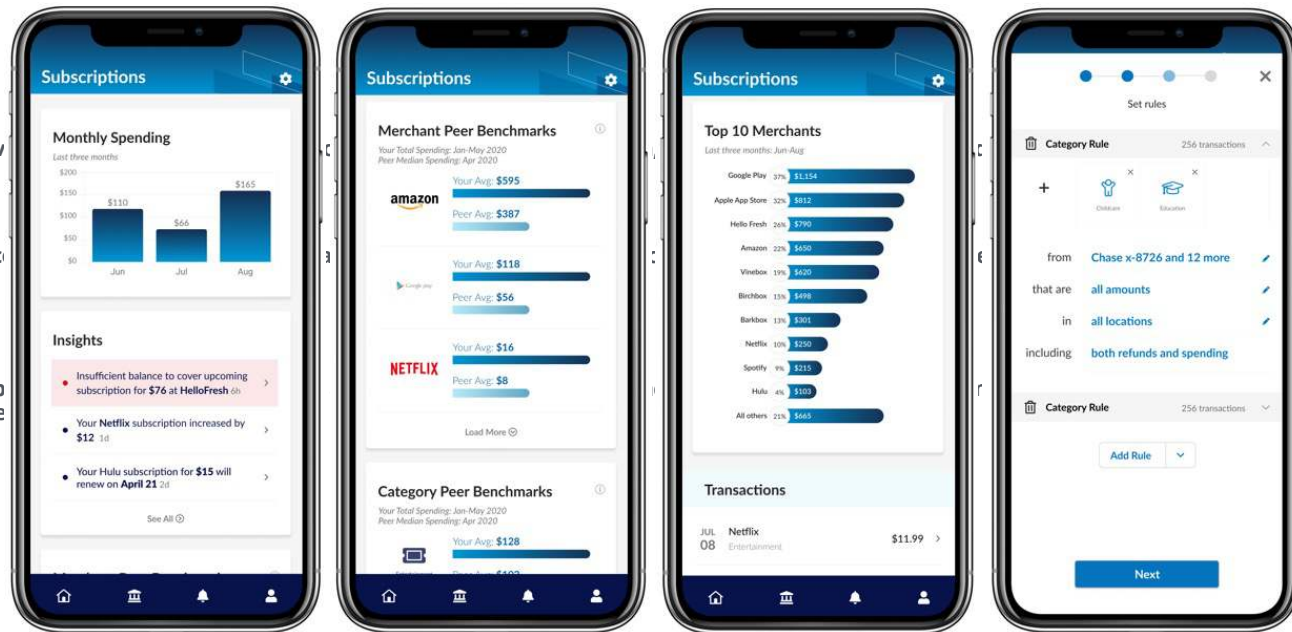 Subscriptions
Monthly Spending
Last three months
$200
$150
$100
$50
$0
$110
$66
$165
Jun
Jul
Aug
Insights
Insufficient balance to cover upcoming
subscription for $76 at HelloFresh 6h
Your Netflix subscription increased by
$12 1d
Your Hulu subscription for $15 will
renew on April 21 2d
See All
Subscriptions
Merchant Peer Benchmarks
Your Total Spending: Jan-May 2020
Peer Median Spending: Apr 2020
amazon
Your Avg: $595
Peer Avg: $387
Google play
Your Avg: $118
Peer Avg: $56
NETFLIX
Your Avg: $16
Peer Avg: $8
Load More
Category Peer Benchmarks
Your Total Spending: Jan-May 2020
Peer Median Spending: Apr 2020
Your Avg: $128
Subscriptions
Top 10 Merchants
Last three months: Jun-Aug
Google Play 37% $1,154
Apple App Store 32% $812
Hello Fresh 26% $790
Amazon 22% $650
Vinebox 19% $620
Birchbox 15% $498
Barkbox 13% $301
Netflix 10% $250
Spotify 9% $215
Hulu 4% $103
All others 21% $665
Transactions
JUL
08
Netflix
Entertainment
$11.99
Set rules
Category Rule 256 transactions
Childcare
Education
from Chase x-8726 and 12 more
that are all amounts
in all locations
including both refunds and spending
Category Rule 256 transactions
Add Rule
Next